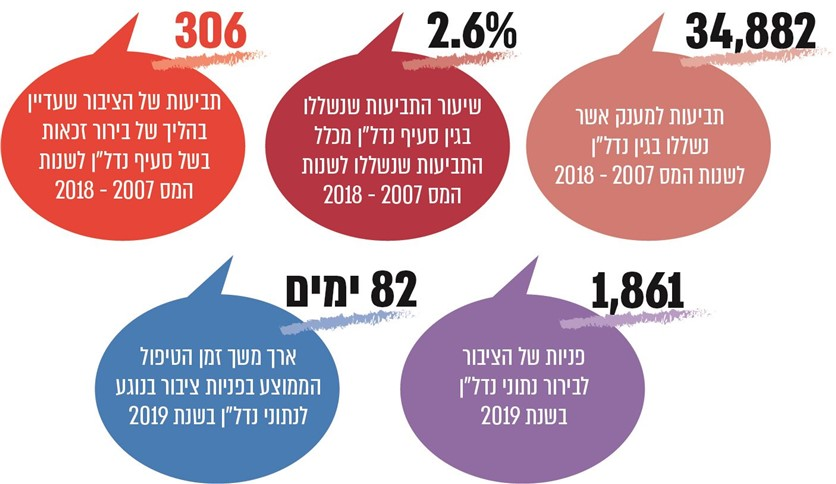 34,882
תביעות למענק אשר
נשללו בגין נדל"ן
לשנות המס 2007 - 2018
2.6%
שיעור התביעות שנשללו
בגין סעיף נדל"ן מכלל
התביעות שנשללו לשנות
המס 2007 - 2018
306
תביעות של הציבור שעדיין
בהליך של בירור זכאות
בשל סעיף נדל"ן לשנות
המס 2007 - 2018
1,861
פניות של הציבור
לבירור נתוני נדל"ן
בשנת 2019
82 ימים
ארך משך זמן הטיפול
הממוצע בפניות ציבור בנוגע
לנתוני נדל"ן בשנת 2019